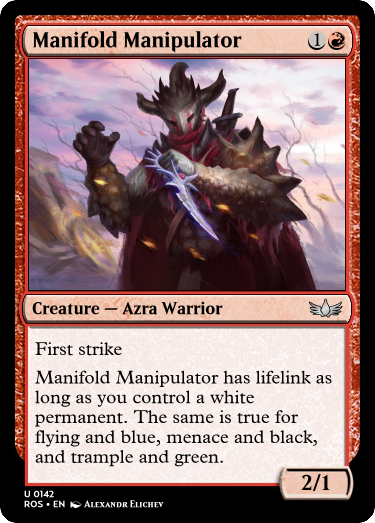 Manifold Manipulator 1
Creature — Azra Warrior
First strike
Manifold Manipulator has lifelink as
long as you control a white
permanent. The same is true for
flying and blue, menace and black,
and trample and green.
2/1
U 0142
ROS • EN Alexandr Elichev